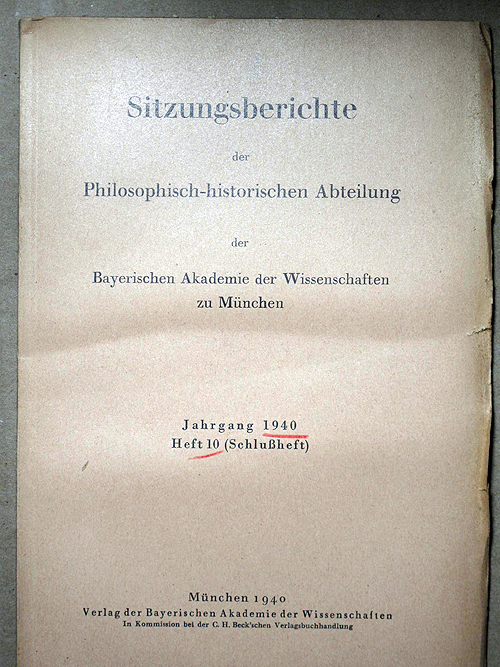 Sitzungsberichte
der
Philosophisch-historischen Abteilung
der
Bayerischen Akademie der Wissenschaften
zu München
Jahrgang 1940
Heft 10 (Schlußheft)
München 1940
Verlag der Bayerischen Akademie der Wissenschaften
In Kommission bei der C. H. Beck'schen Verlagsbuchhandlung